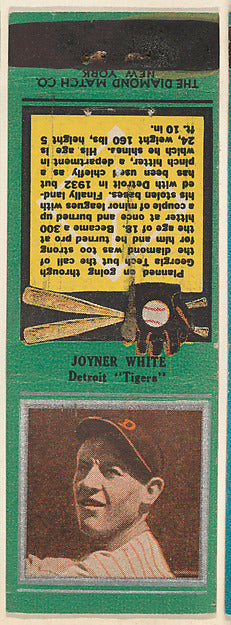 THE DIAMOND MATCH CO.
NEW YORK
Planned on going through
Georgia Tech but the call of
the diamond was too strong
for him and he turned pro at
the age of 18. Became a 300
hitter at once and burned up
a couple of minor leagues with
his stolen bases. Finally land-
ed with Detroit in 1932 but
has been used chiefly as a
pinch hitter, a department in
which he shines. His age is
24, weight 160 lbs, height 5
ft. 10 in.
JOYNER WHITE
Detroit "Tigers"
D